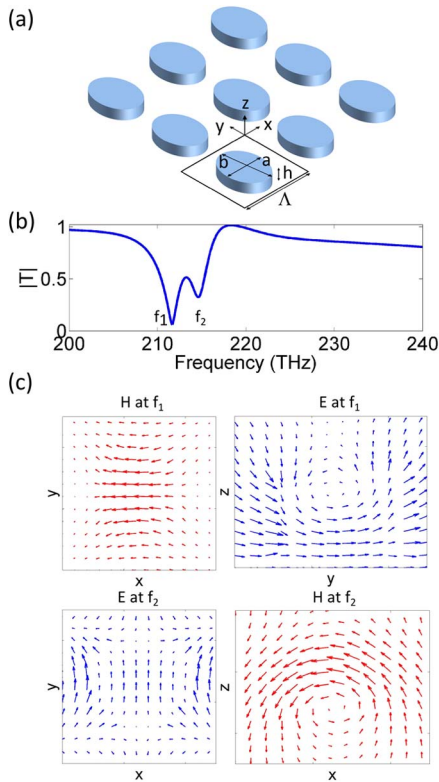 (a)
z
y x
b a
h
Λ
(b)
|T|
1
0.5
0
f1 f2
200 210 220 230 240
Frequency (THz)
(c)
H at f1 E at f1
y z
x y
E at f2 H at f2
y z
x x